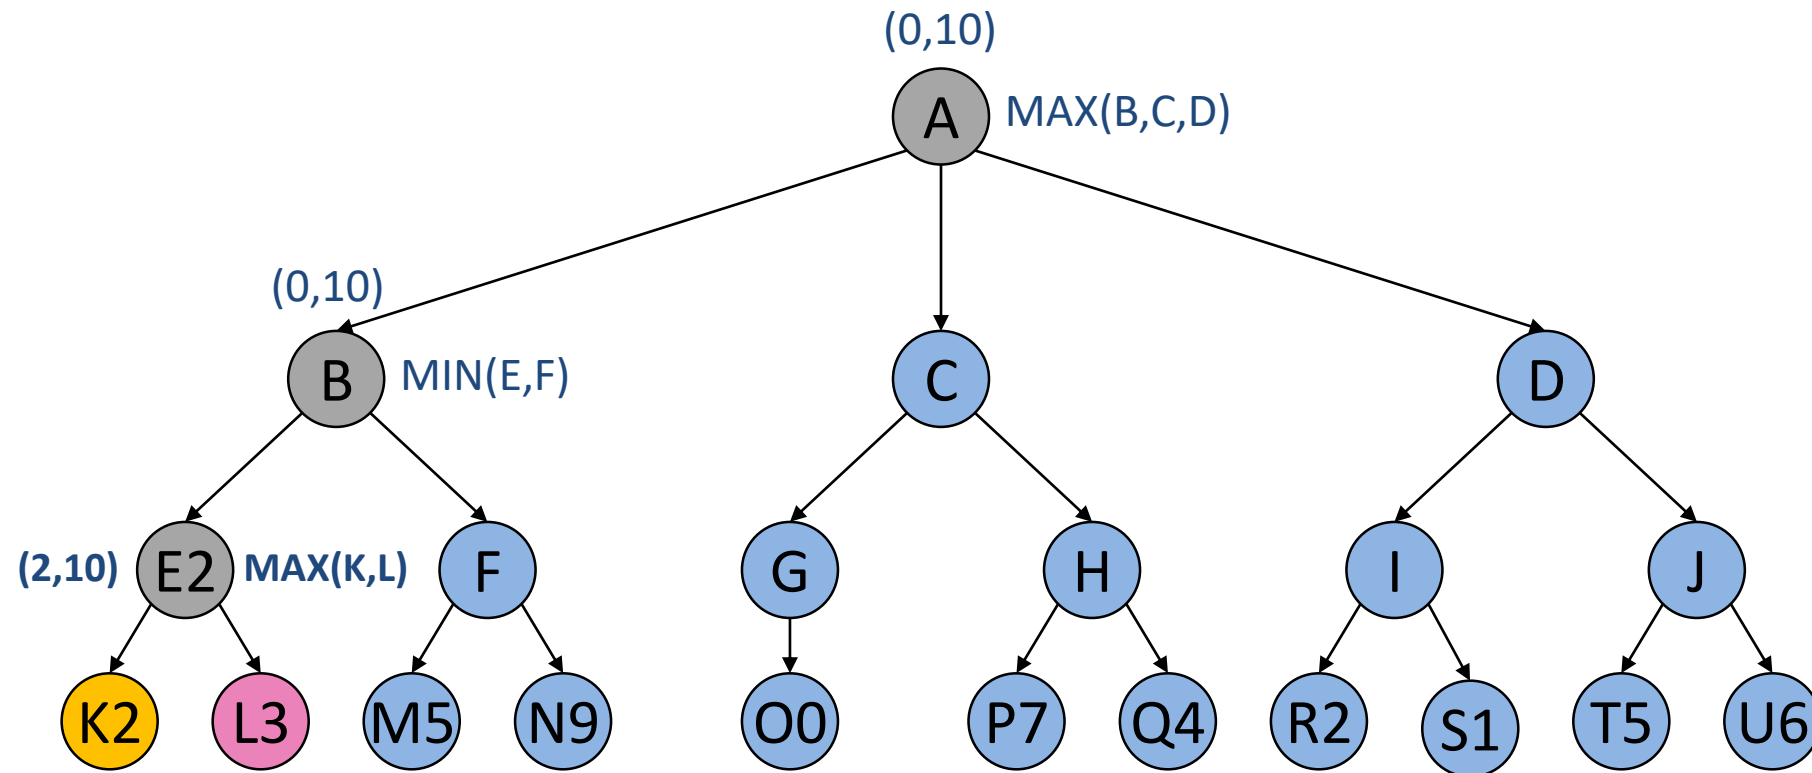 (0,10)
A MAX(B,C,D)
(0,10)
B MIN(E,F) C D
(2,10) E2 MAX(K,L) F G H I J
K2 L3 M5 N9 O0 P7 Q4 R2 S1 T5 U6